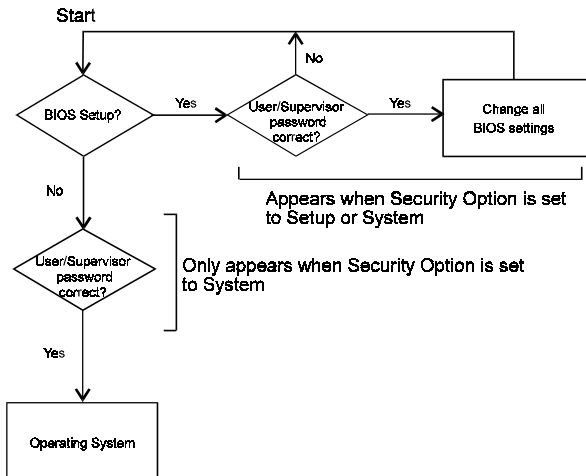 Start
No
BIOS Setup?
Yes
User/Supervisor
password
correct?
Yes
Change all
BIOS settings
No
Appears when Security Option is set
to Setup or System
User/Supervisor
password
correct?
Only appears when Security Option is set
to System
Yes
Operating System